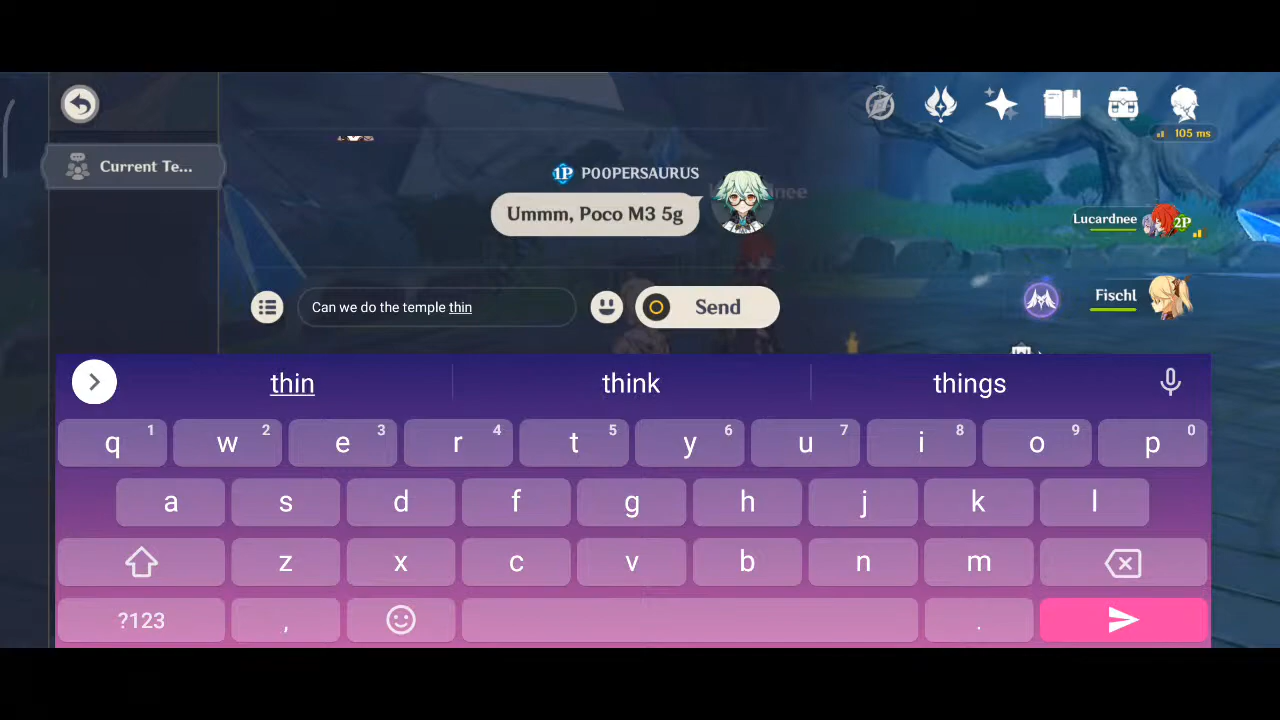 Current Te...
105 ms
1P P00PERSAURUS
Ummm, Poco M3 5g
Lucardnee
2P
Fischl
Can we do the temple thin
Send
thin think things
q 1 w 2 e 3 r 4 t 5 y 6 u 7 i 8 o 9 p 0
a s d f g h j k l
z x c v b n m
?123 , .